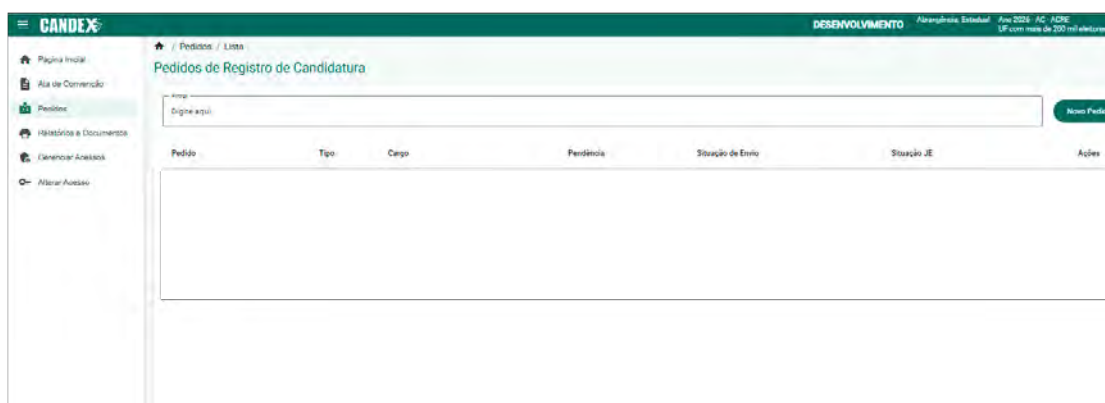 CANDEX
DESENVOLVIMENTO
Abrangência: Estadual
Ano 2026 - AC - ACRE
UF com mais de 200 mil eleitores
/ Pedidos / Lista
Página Inicial
Ata de Convenção
Pedidos
Relatórios e Documentos
Gerenciar Acessos
Alterar Acesso
Pedidos de Registro de Candidatura
Digite aqui
Novo Pedi
Pedido Tipo Cargo Pendência Situação de Envio Situação JE Ações